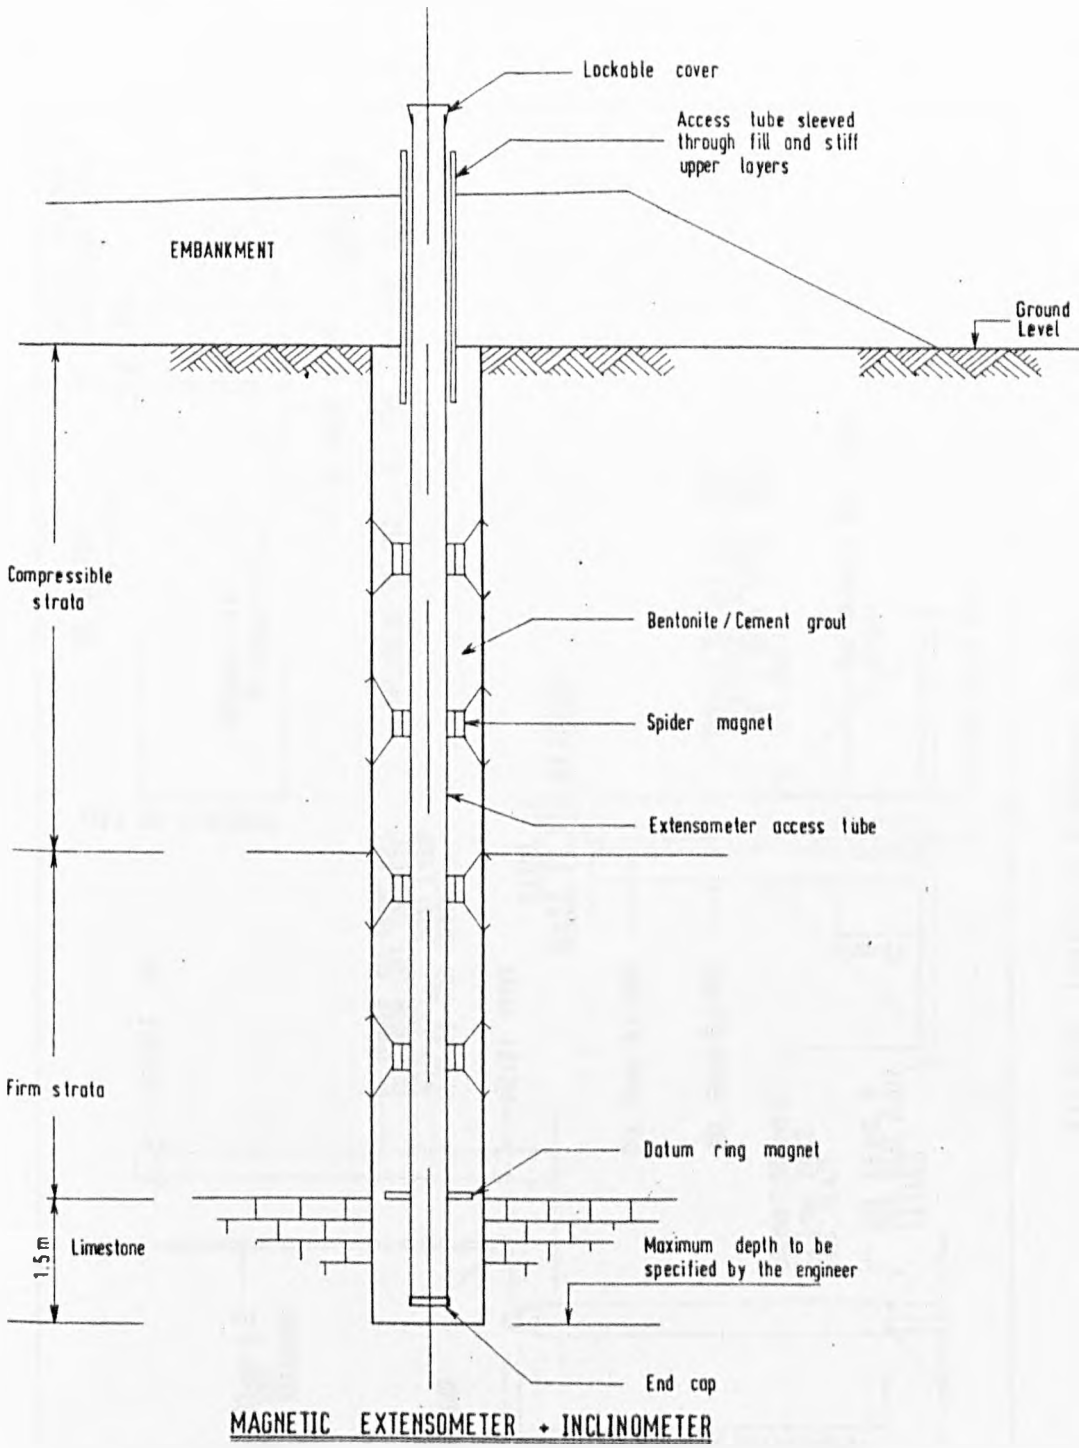 Lockable cover
Access tube sleeved
through fill and stiff
upper layers
EMBANKMENT
Ground
Level
Compressible
strata
Bentonite / Cement grout
Spider magnet
Extensometer access tube
Firm strata
Datum ring magnet
1.5m
Limestone
Maximum depth to be
specified by the engineer
End cap
MAGNETIC EXTENSOMETER + INCLINOMETER